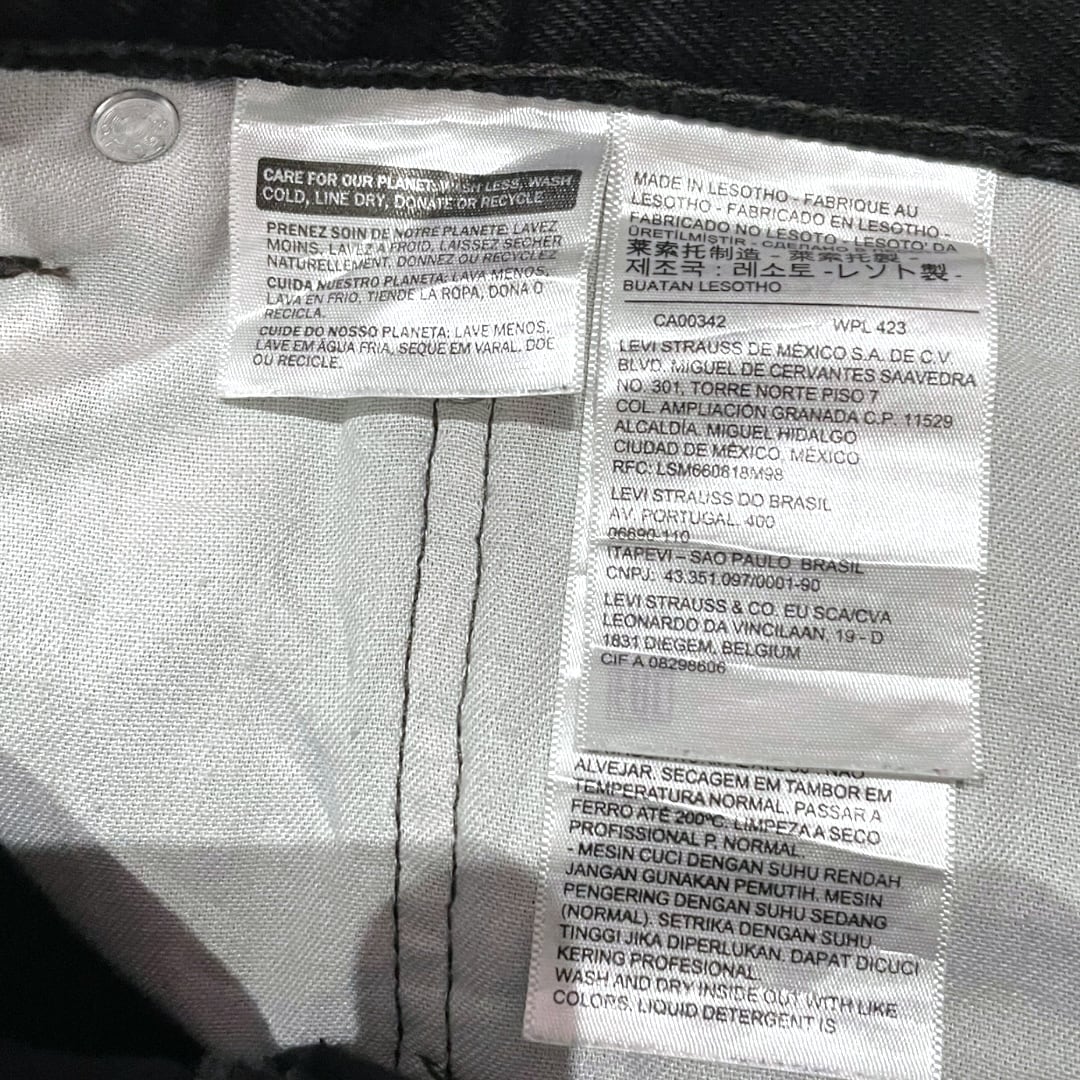 CARE FOR OUR PLANET: WASH LESS, WASH
COLD, LINE DRY, DONATE OR RECYCLE
PRENEZ SOIN DE NOTRE PLANETE: LAVEZ
MOINS, LAVEZ A FROID, LAISSEZ SECHER
NATURELLEMENT, DONNEZ OU RECYCLEZ
CUIDA NUESTRO PLANETA: LAVA MENOS,
LAVA EN FRIO, TIENDE LA ROPA, DONA O
RECICLA.
CUIDE DO NOSSO PLANETA: LAVE MENOS,
LAVE EM ÁGUA FRIA, SEQUE EM VARAL, DOE
OU RECICLE.
MADE IN LESOTHO - FABRIQUE AU
LESOTHO - FABRICADO EN LESOTHO -
FABRICADO NO LESOTO - LESOTO' DA
ÜRETİLMİŞTİR - СДЕЛАНО В
莱索托制造 - 萊索托製 -
제조국 : 레소토 -レソト製 -
BUATAN LESOTHO
CA00342 WPL 423
LEVI STRAUSS DE MÉXICO S.A. DE C.V.
BLVD. MIGUEL DE CERVANTES SAAVEDRA
NO. 301, TORRE NORTE PISO 7
COL. AMPLIACIÓN GRANADA C.P. 11529
ALCALDÍA. MIGUEL HIDALGO
CIUDAD DE MÉXICO, MÉXICO
RFC: LSM660818M98
LEVI STRAUSS DO BRASIL
AV. PORTUGAL, 400
06690-110
ITAPEVI – SAO PAULO BRASIL
CNPJ: 43.351.097/0001-90
LEVI STRAUSS & CO. EU SCA/CVA
LEONARDO DA VINCILAAN, 19 - D
1831 DIEGEM, BELGIUM
CIF A 08298606
ALVEJAR. SECAGEM EM TAMBOR EM
TEMPERATURA NORMAL. PASSAR A
FERRO ATÉ 200ºC. LIMPEZA A SECO
PROFISSIONAL P, NORMAL.
- MESIN CUCI DENGAN SUHU RENDAH
JANGAN GUNAKAN PEMUTIH. MESIN
PENGERING DENGAN SUHU SEDANG
(NORMAL). SETRIKA DENGAN SUHU
TINGGI JIKA DIPERLUKAN. DAPAT DICUCI
KERING PROFESIONAL.
WASH AND DRY INSIDE OUT WITH LIKE
COLORS. LIQUID DETERGENT IS